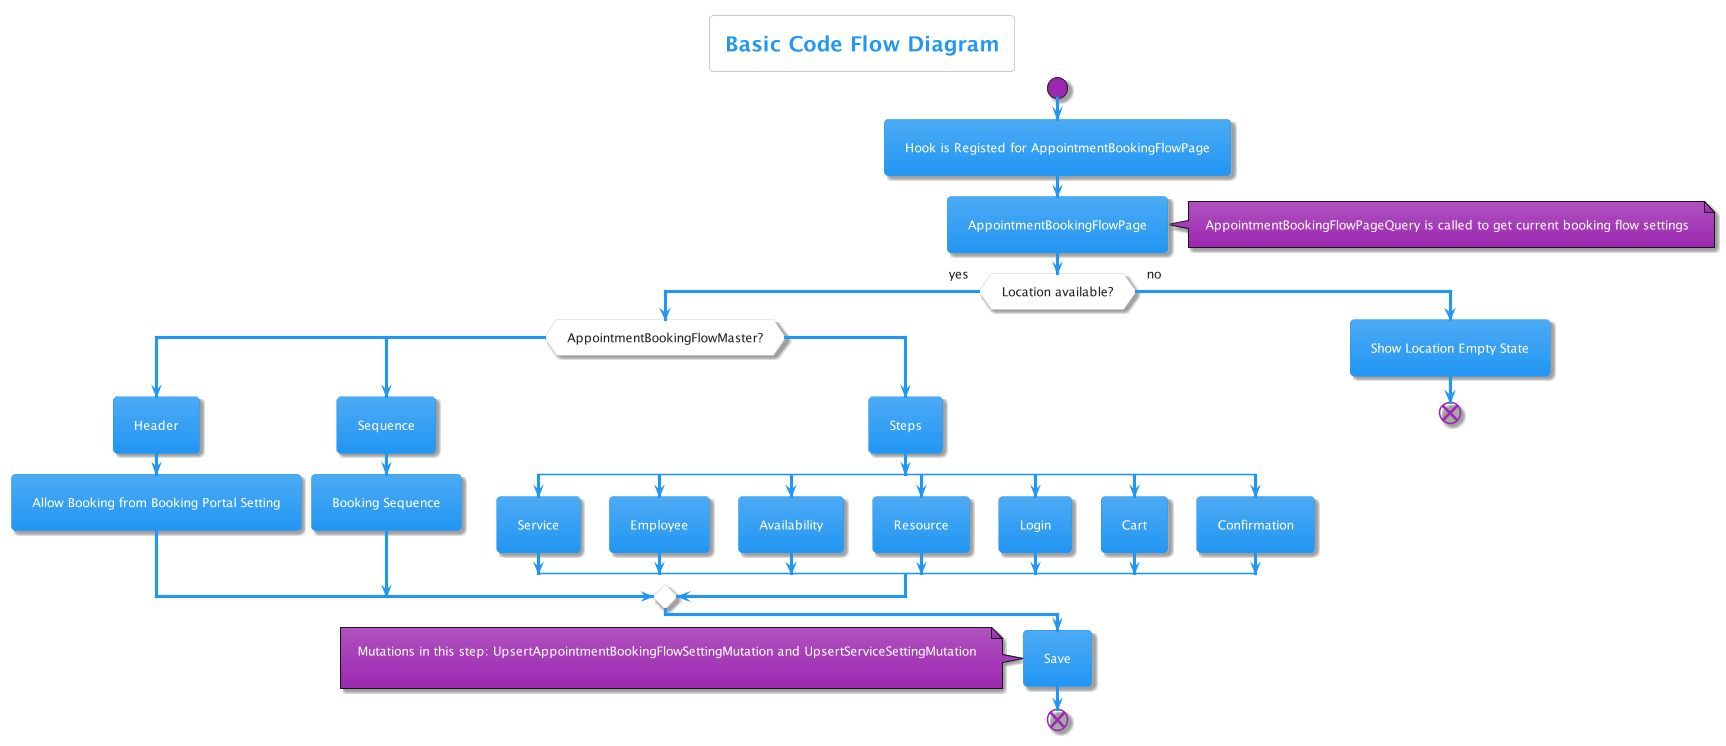 Basic Code Flow Diagram
Hook is Registed for AppointmentBookingFlowPage
AppointmentBookingFlowPage
AppointmentBookingFlowPageQuery is called to get current booking flow settings
yes
Location available?
no
AppointmentBookingFlowMaster?
Show Location Empty State
Header
Sequence
Steps
Allow Booking from Booking Portal Setting
Booking Sequence
Service
Employee
Availability
Resource
Login
Cart
Confirmation
Mutations in this step: UpsertAppointmentBookingFlowSettingMutation and UpsertServiceSettingMutation
Save